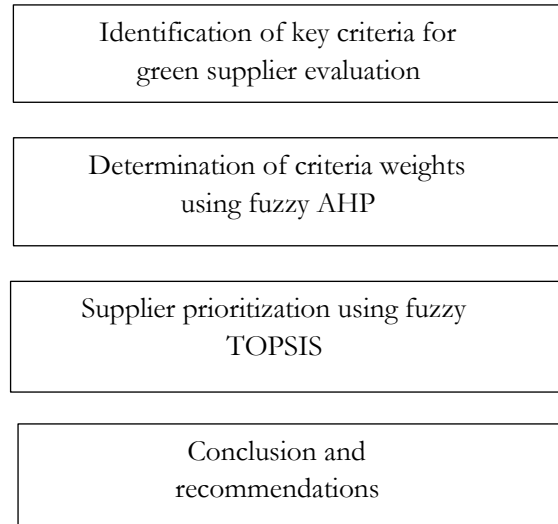 Identification of key criteria for
green supplier evaluation
Determination of criteria weights
using fuzzy AHP
Supplier prioritization using fuzzy
TOPSIS
Conclusion and
recommendations